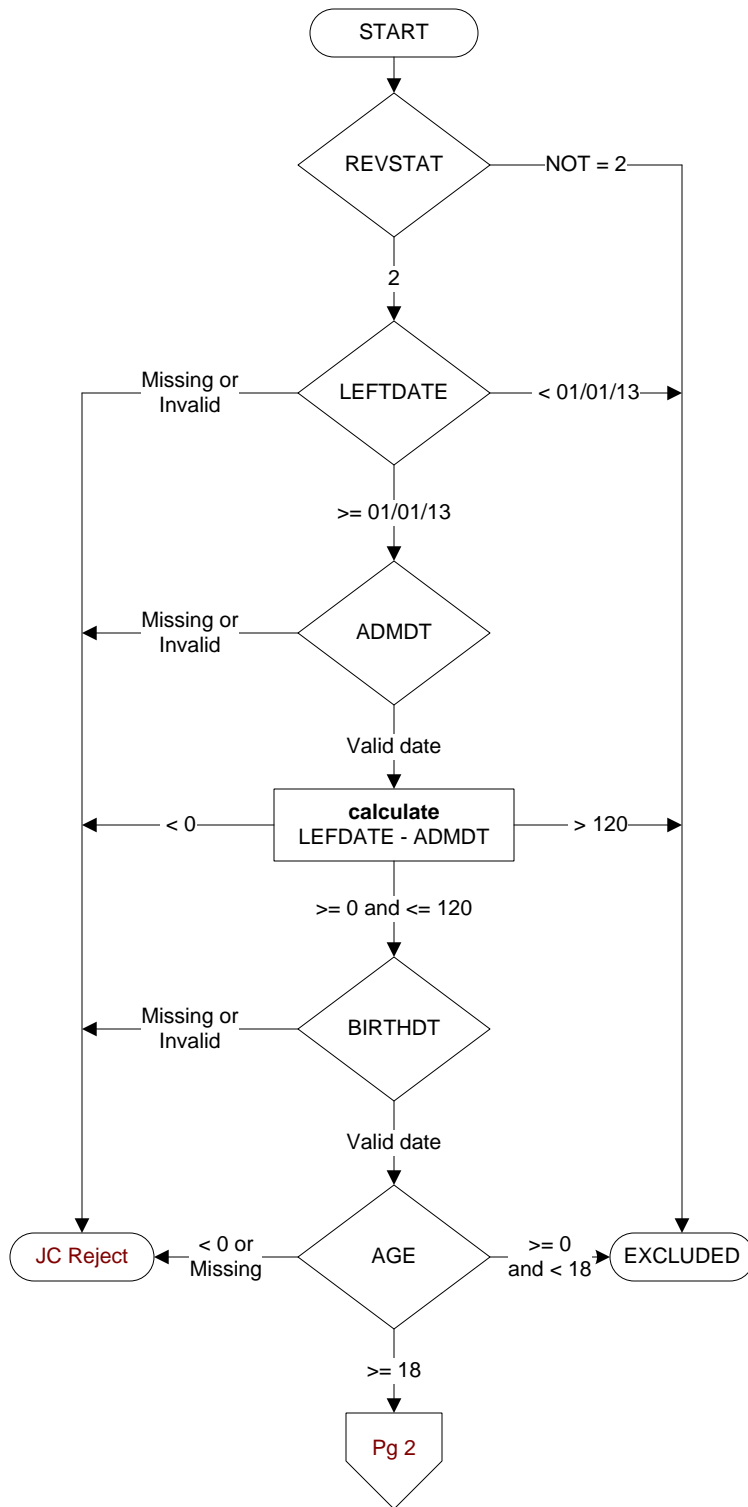 START
REVSTAT
NOT = 2
2
Missing or
Invalid
LEFTDATE
< 01/01/13
>= 01/01/13
Missing or
Invalid
ADMDT
Valid date
< 0
calculate
LEFDATE - ADMDT
> 120
>= 0 and <= 120
Missing or
Invalid
BIRTHDT
Valid date
JC Reject
< 0 or
Missing
AGE
>= 0
and < 18
EXCLUDED
>= 18
Pg 2